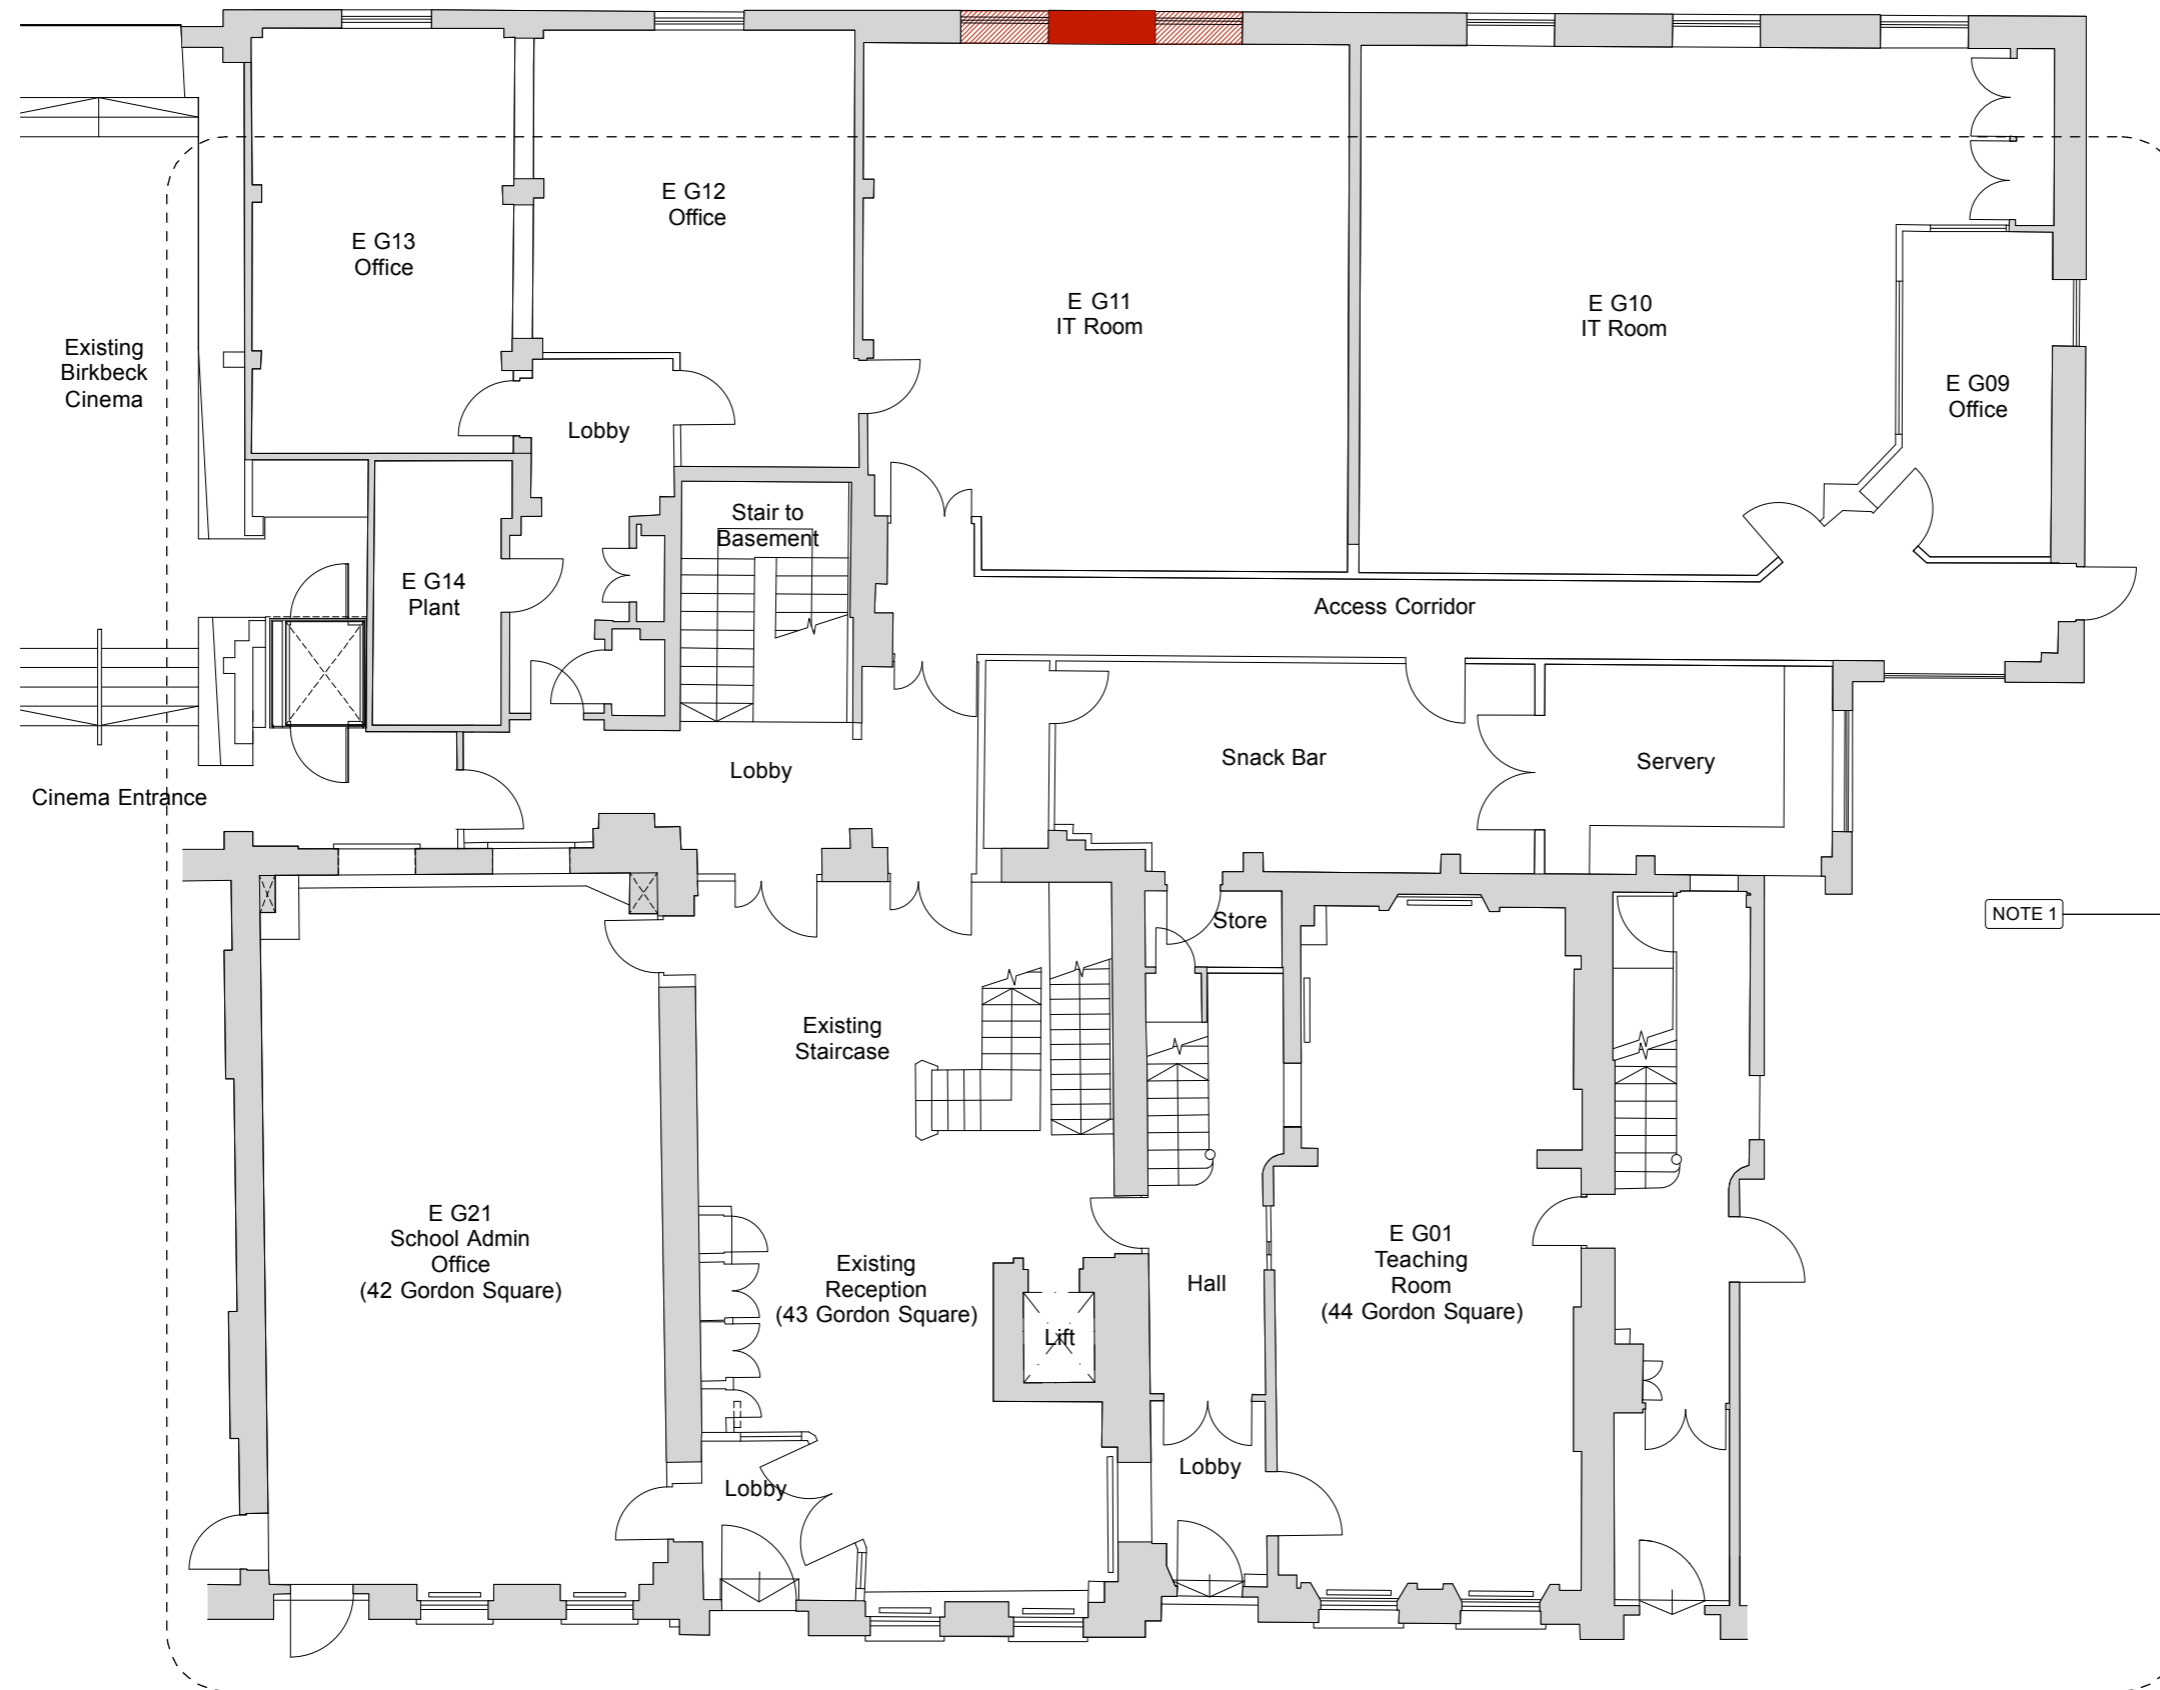 E G13
Office
E G12
Office
E G11
IT Room
E G10
IT Room
E G09
Office
Existing
Birkbeck
Cinema
Lobby
Stair to
Basement
E G14
Plant
Access Corridor
Cinema Entrance
Lobby
Snack Bar
Servery
Store
NOTE 1
Existing
Staircase
E G21
School Admin
Office
(42 Gordon Square)
Existing
Reception
(43 Gordon Square)
Lift
Hall
E G01
Teaching
Room
(44 Gordon Square)
Lobby
Lobby